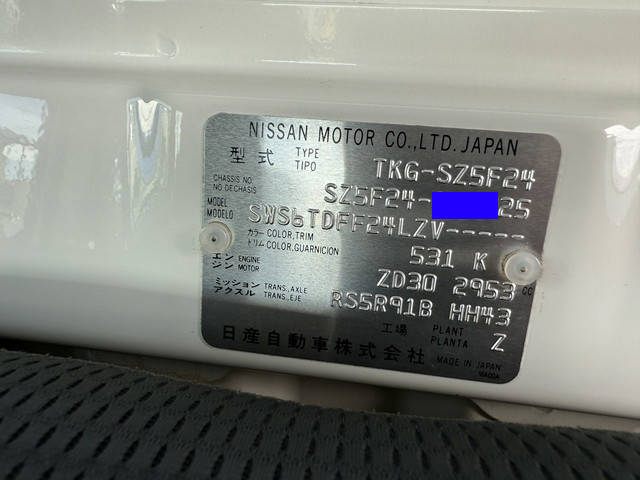 NISSAN MOTOR CO.,LTD.JAPAN
型式 TYPE TIPO TKG-SZ5F24
CHASSIS NO. NO DECHASIS SZ5F24- 25
MODEL MODELO SWS6TDFF24LZV-----
カラー COLOR,TRIM トリム COLOR,GUARNICION 531 K
エンジン ENGINE MOTOR ZD30 2953 CC
ミッション TRANS.,AXLE アクスル TRANS.,EJE RS5R91B HH43
工場 PLANT PLANTA Z
日産自動車株式会社 MADE IN JAPAN